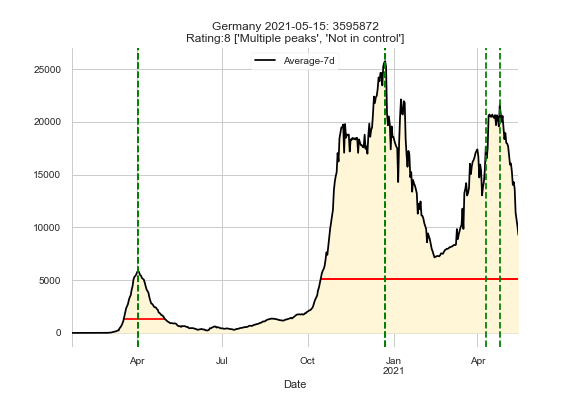 Germany 2021-05-15: 3595872
Rating:8 ['Multiple peaks', 'Not in control']
Average-7d
25000
20000
15000
10000
5000
0
Apr
Jul
Oct
Jan
2021
Apr
Date